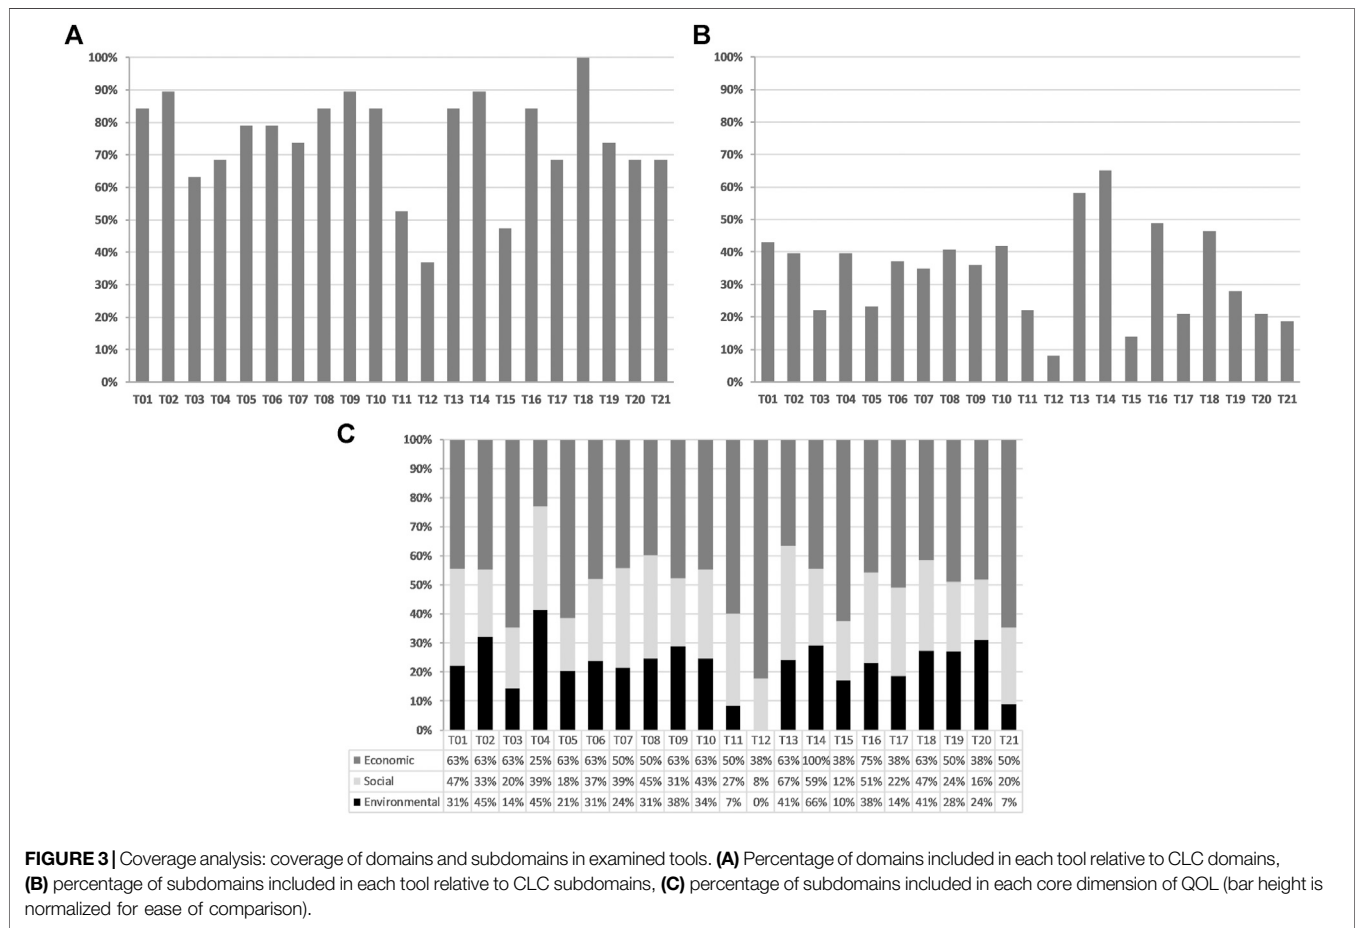 A
100%
90%
80%
70%
60%
50%
40%
30%
20%
10%
0%
T01 T02 T03 T04 T05 T06 T07 T08 T09 T10 T11 T12 T13 T14 T15 T16 T17 T18 T19 T20 T21
B
100%
90%
80%
70%
60%
50%
40%
30%
20%
10%
0%
T01 T02 T03 T04 T05 T06 T07 T08 T09 T10 T11 T12 T13 T14 T15 T16 T17 T18 T19 T20 T21
C
100%
90%
80%
70%
60%
50%
40%
30%
20%
10%
0%
T01 T02 T03 T04 T05 T06 T07 T08 T09 T10 T11 T12 T13 T14 T15 T16 T17 T18 T19 T20 T21
Economic 63% 63% 63% 25% 63% 63% 50% 50% 63% 63% 50% 38% 63% 100% 38% 75% 38% 63% 50% 38% 50%
Social 47% 33% 20% 39% 18% 37% 39% 45% 31% 43% 27% 8% 67% 59% 12% 51% 22% 47% 24% 16% 20%
Environmental 31% 45% 14% 45% 21% 31% 24% 31% 38% 34% 7% 0% 41% 66% 10% 38% 14% 41% 28% 24% 7%
FIGURE 3 | Coverage analysis: coverage of domains and subdomains in examined tools. (A) Percentage of domains included in each tool relative to CLC domains,
(B) percentage of subdomains included in each tool relative to CLC subdomains, (C) percentage of subdomains included in each core dimension of QOL (bar height is
normalized for ease of comparison).